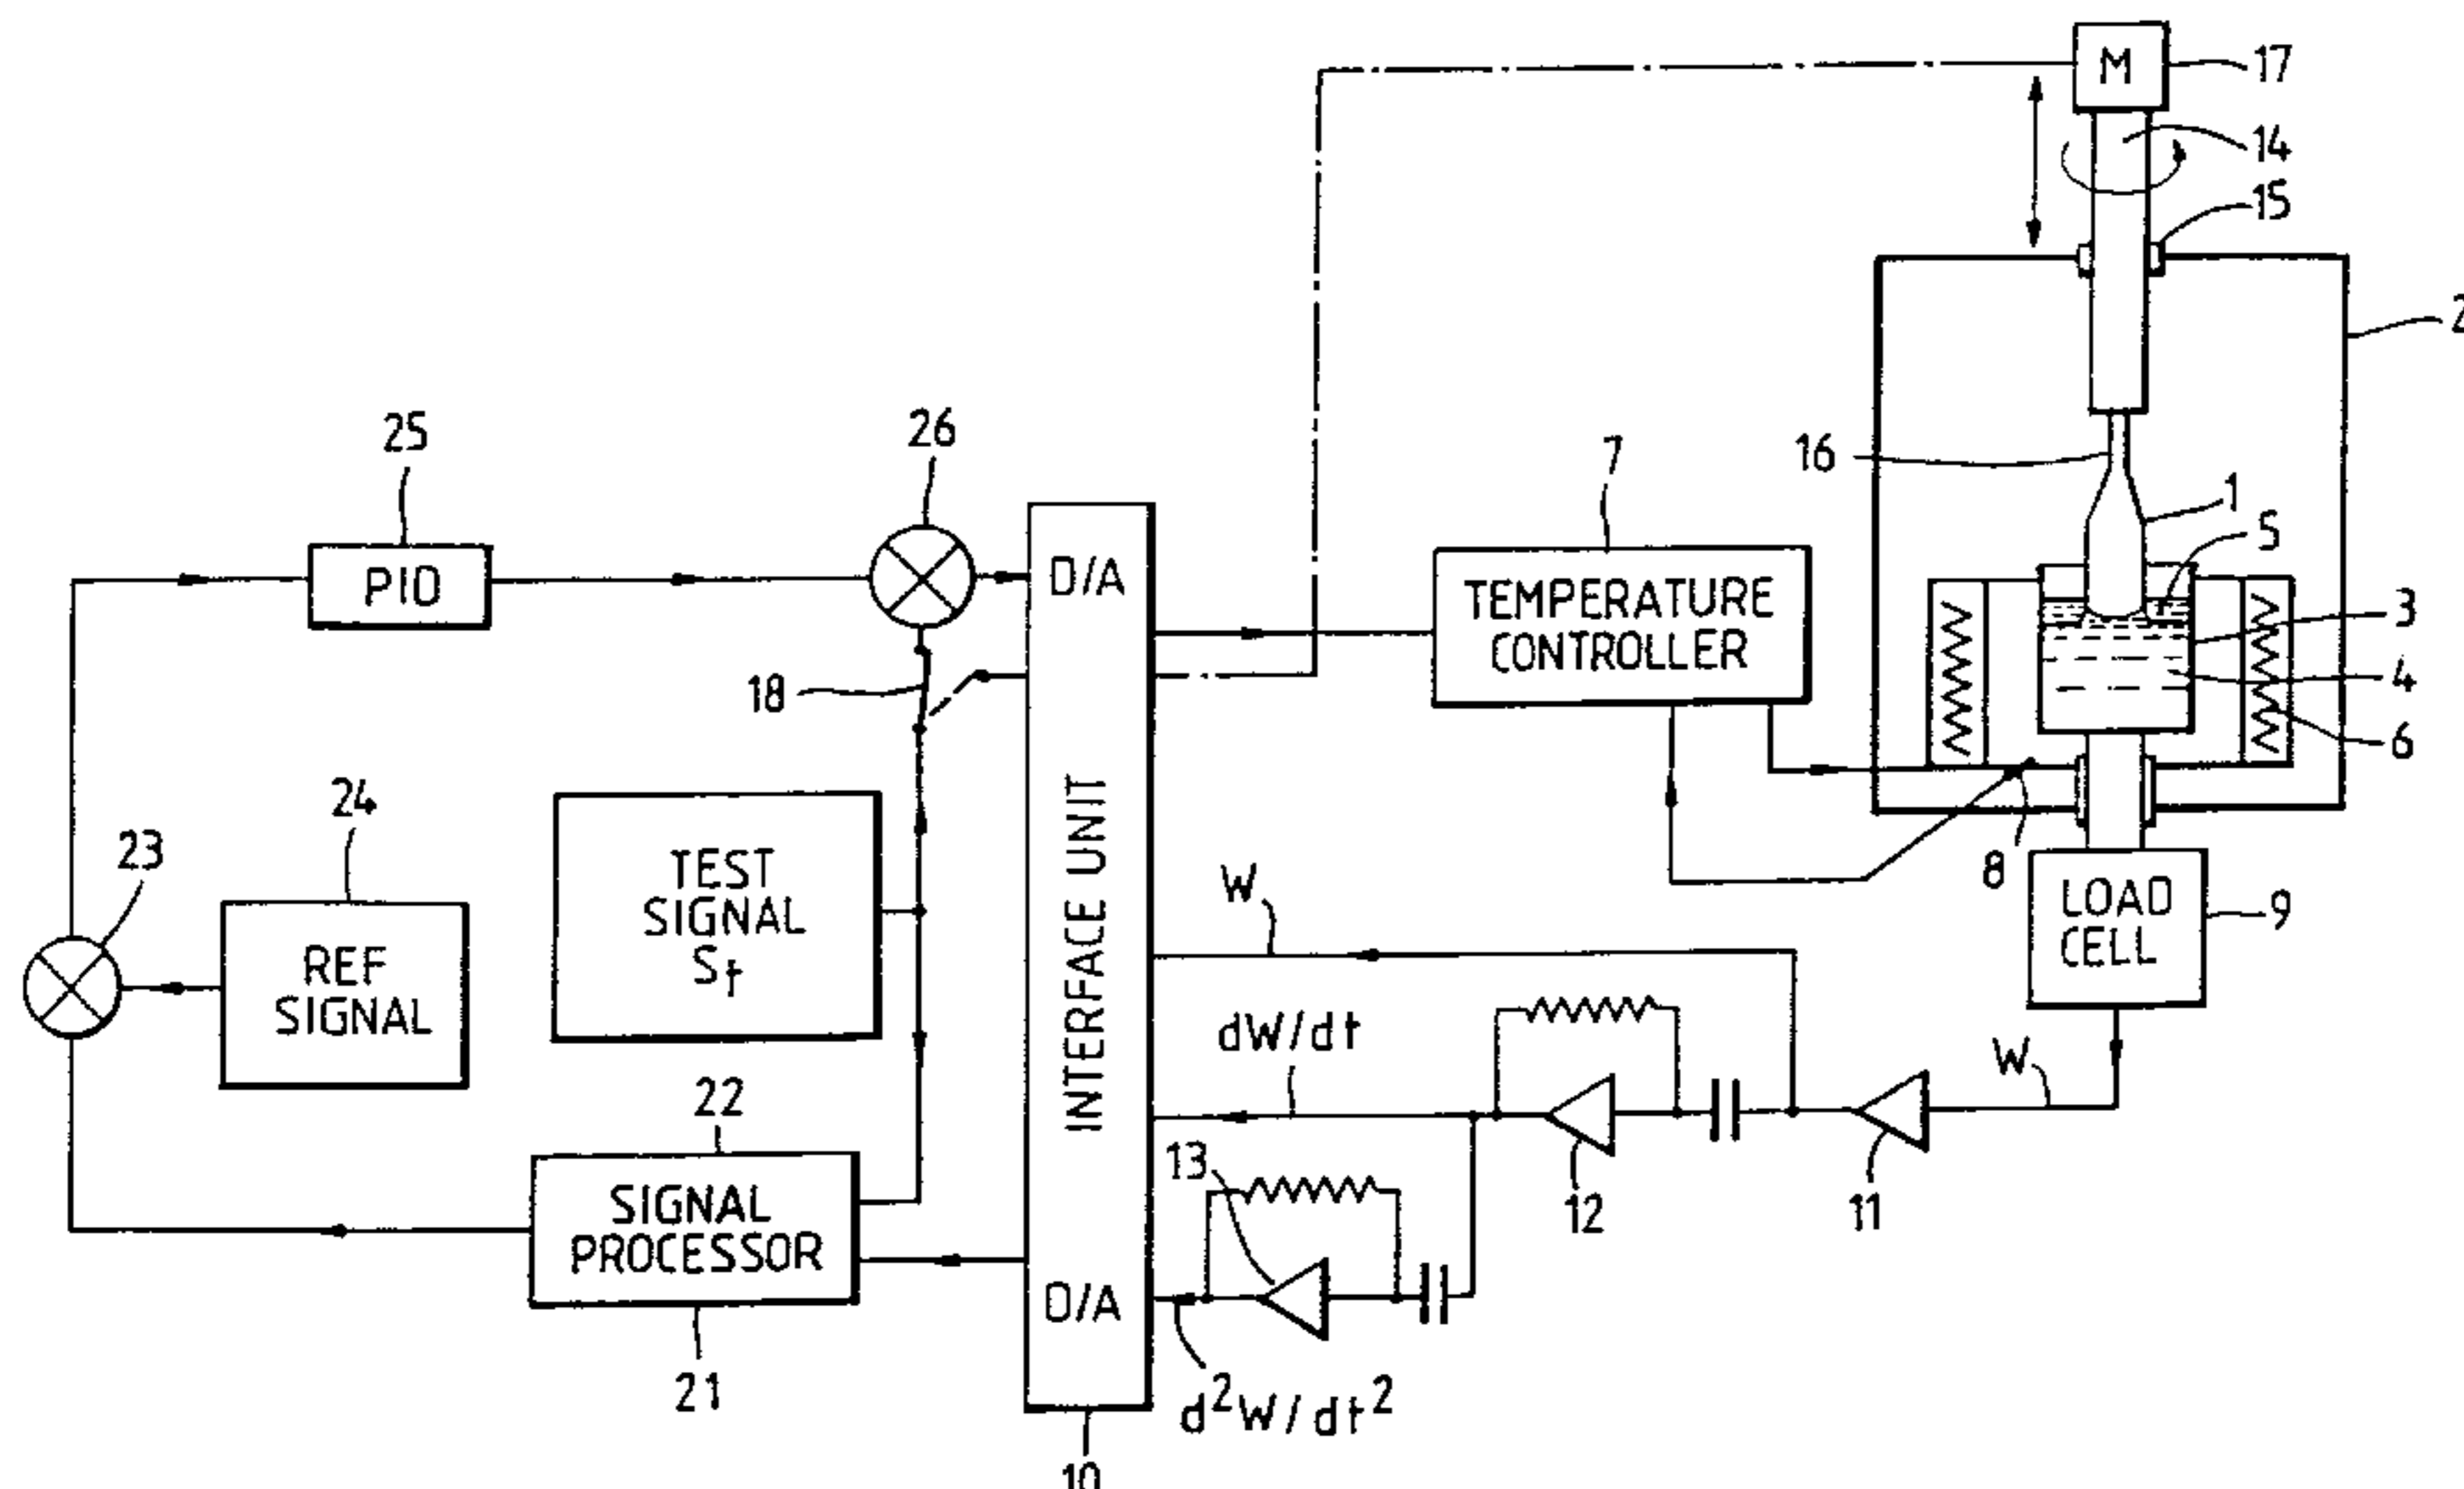 M
17
14
15
2
25
26
7
16
1
5
PID
D/A
TEMPERATURE
CONTROLLER
3
4
6
18
24
23
TEST
SIGNAL
Sf
REF
SIGNAL
INTERFACE UNIT
W
8
LOAD
CELL
9
dW/dt
W
22
13
12
11
SIGNAL
PROCESSOR
D/A
21
d²W/dt²
10